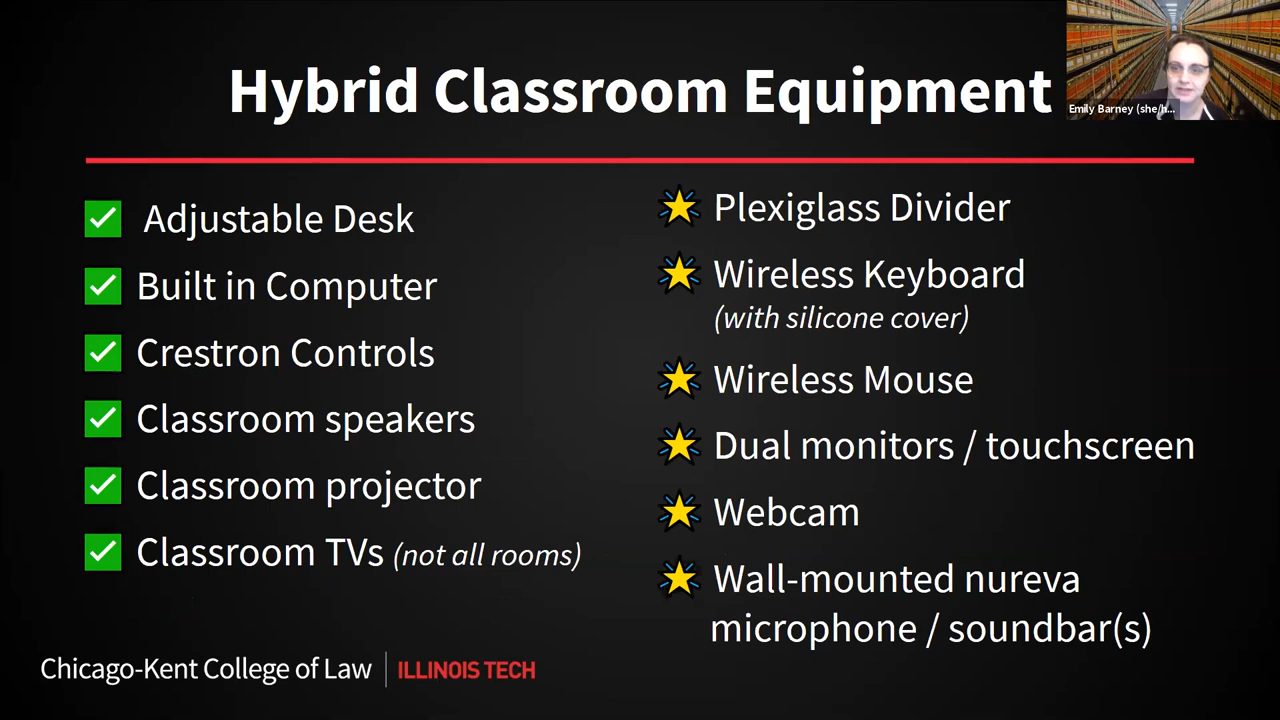 Hybrid Classroom Equipment
Emily Barney (she/h...
Adjustable Desk
Built in Computer
Crestron Controls
Classroom speakers
Classroom projector
Classroom TVs (not all rooms)
Plexiglass Divider
Wireless Keyboard
(with silicone cover)
Wireless Mouse
Dual monitors / touchscreen
Webcam
Wall-mounted nureva
microphone / soundbar(s)
Chicago-Kent College of Law | ILLINOIS TECH